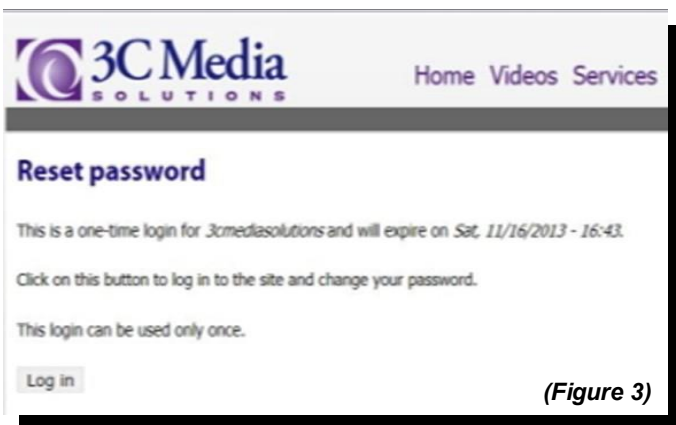 3C Media
SOLUTIONS
Home Videos Services
Reset password
This is a one-time login for 3cmediasolutions and will expire on Sat, 11/16/2013 - 16:43.
Click on this button to log in to the site and change your password.
This login can be used only once.
Log in
(Figure 3)